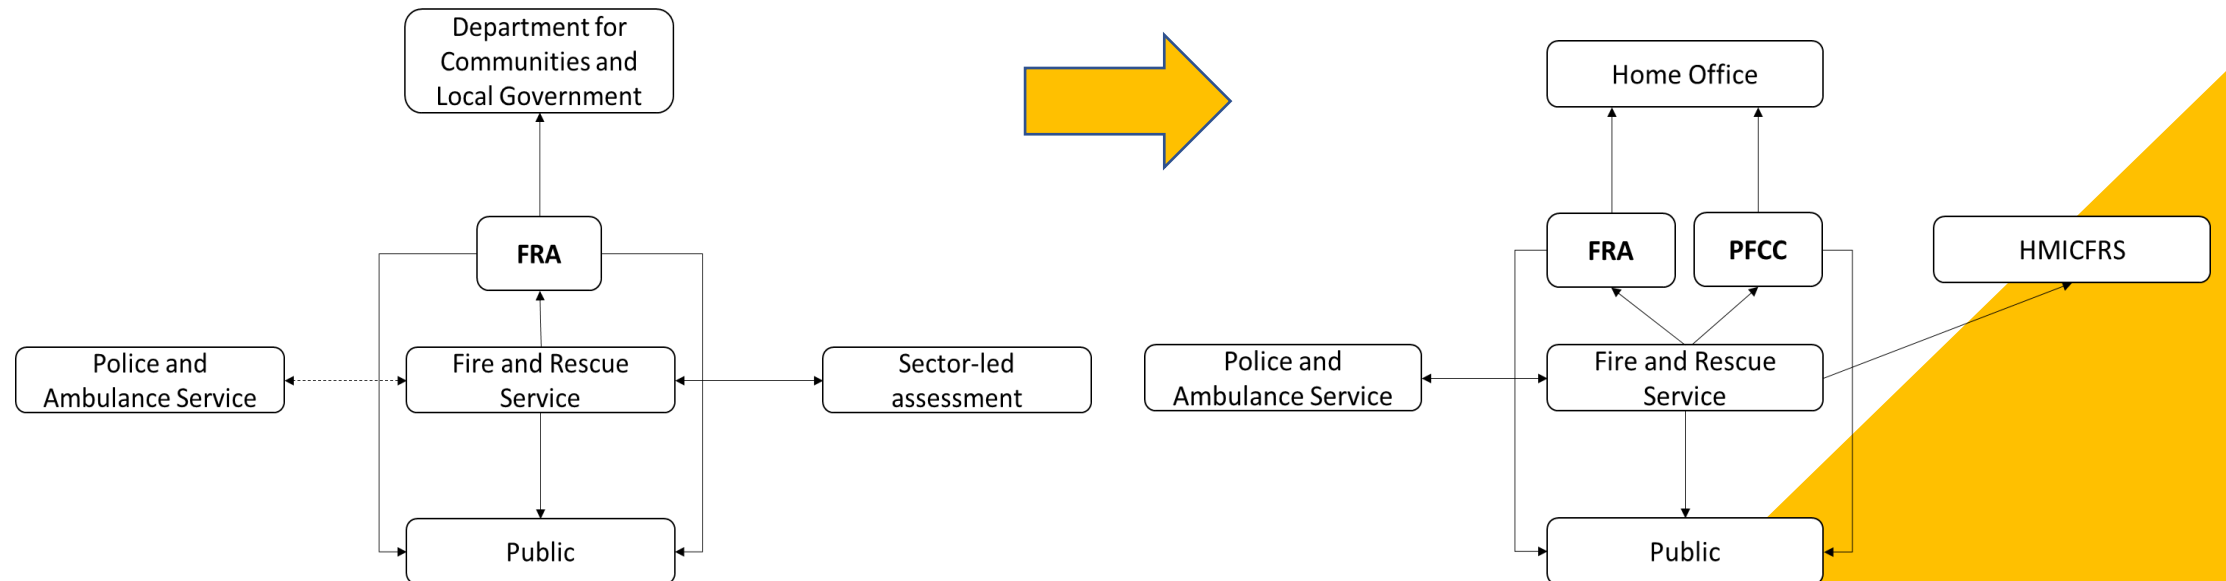 Department for
Communities and
Local Government
FRA
Police and
Ambulance Service
Fire and Rescue
Service
Sector-led
assessment
Public
Home Office
FRA
PFCC
HMICFRS
Police and
Ambulance Service
Fire and Rescue
Service
Public